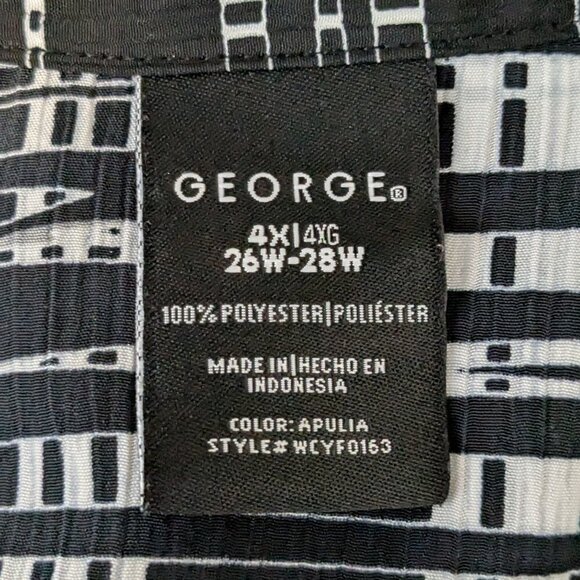 GEORGE®
4X|4XG
26W-28W
100% POLYESTER|POLIÉSTER
MADE IN|HECHO EN
INDONESIA
COLOR: APULIA
STYLE# WCYF0163